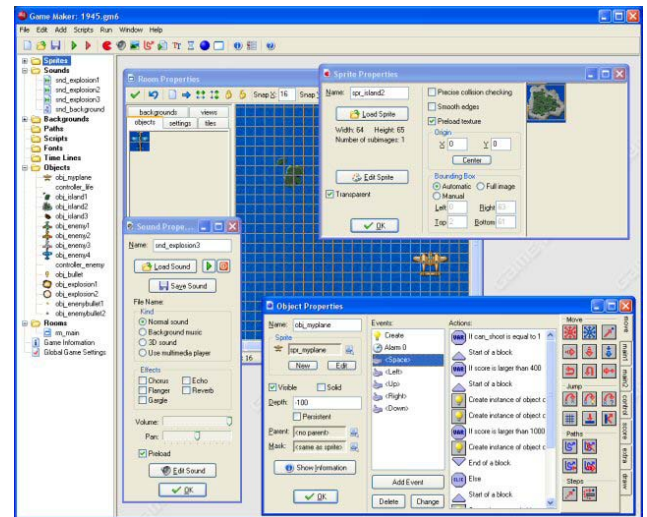 Game Maker: 1945.gm6
File Edit Add Scripts Run Window Help
Sprites
Sounds
snd_explosion1
snd_explosion2
snd_explosion3
snd_background
Backgrounds
Paths
Scripts
Fonts
Time Lines
Objects
obj_myplane
controller_life
obj_island1
obj_island2
obj_island3
obj_enemy1
obj_enemy2
obj_enemy3
obj_enemy4
controller_enemy
obj_bullet
obj_explosion1
obj_explosion2
obj_enemybullet1
obj_enemybullet2
Rooms
rm_main
Game Information
Global Game Settings
Room Properties
Snap X: 16 Snap
backgrounds views
objects settings tiles
Sprite Properties
Name: spr_island2
Load Sprite
Width: 64 Height: 65
Number of subimages: 1
Edit Sprite
Transparent
OK
Precise collision checking
Smooth edges
Preload texture
Origin
X 0 Y 0
Center
Bounding Box
Automatic Full image
Manual
Left 0 Right 63
Top 2 Bottom 61
Sound Prope...
Name: snd_explosion3
Load Sound
Save Sound
File Name:
Kind
Normal sound
Background music
3D sound
Use multimedia player
Effects
Chorus Echo
Flanger Reverb
Gargle
Volume:
Pan:
Preload
Edit Sound
OK
16
Object Properties
Name: obj_myplane
Sprite
spr_myplane
New Edit
Visible Solid
Depth: -100
Persistent
Parent: <no parent>
Mask: <same as sprite>
Show Information
OK
Events:
Create
Alarm 0
<Space>
<Left>
<Up>
<Right>
<Down>
Add Event
Delete Change
Actions:
If can_shoot is equal to 1
Start of a block
If score is larger than 400
Start of a block
Create instance of object c
Create instance of object c
If score is larger than 1000
Create instance of object c
End of a block
Else
Start of a block
Move
Jump
Paths
Steps
move
main1
main2
control
score
extra
draw